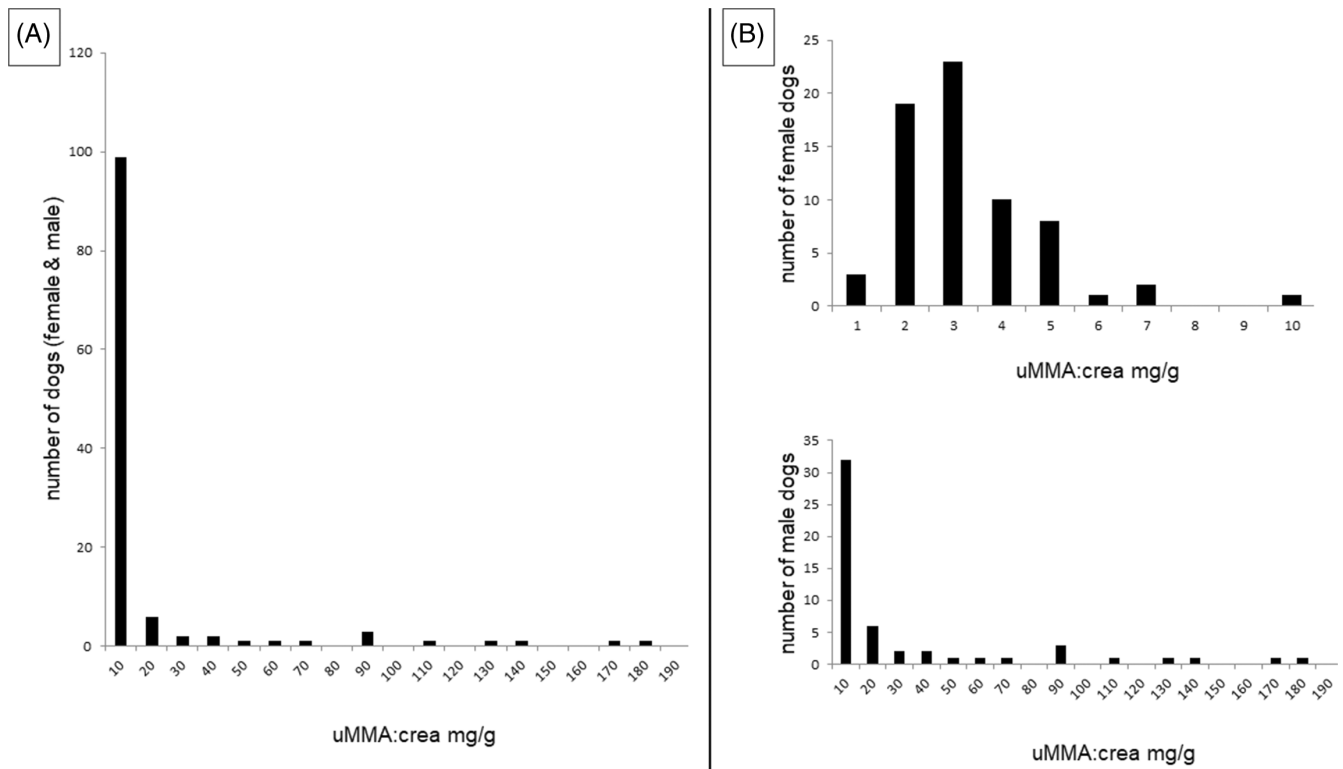 (A)
120
100
80
60
40
20
0
number of dogs (female & male)
10 20 30 40 50 60 70 80 90 100 110 120 130 140 150 160 170 180 190
uMMA:crea mg/g
(B)
25
20
15
10
5
0
number of female dogs
1 2 3 4 5 6 7 8 9 10
uMMA:crea mg/g
35
30
25
20
15
10
5
0
number of male dogs
10 20 30 40 50 60 70 80 90 100 110 120 130 140 150 160 170 180 190
uMMA:crea mg/g